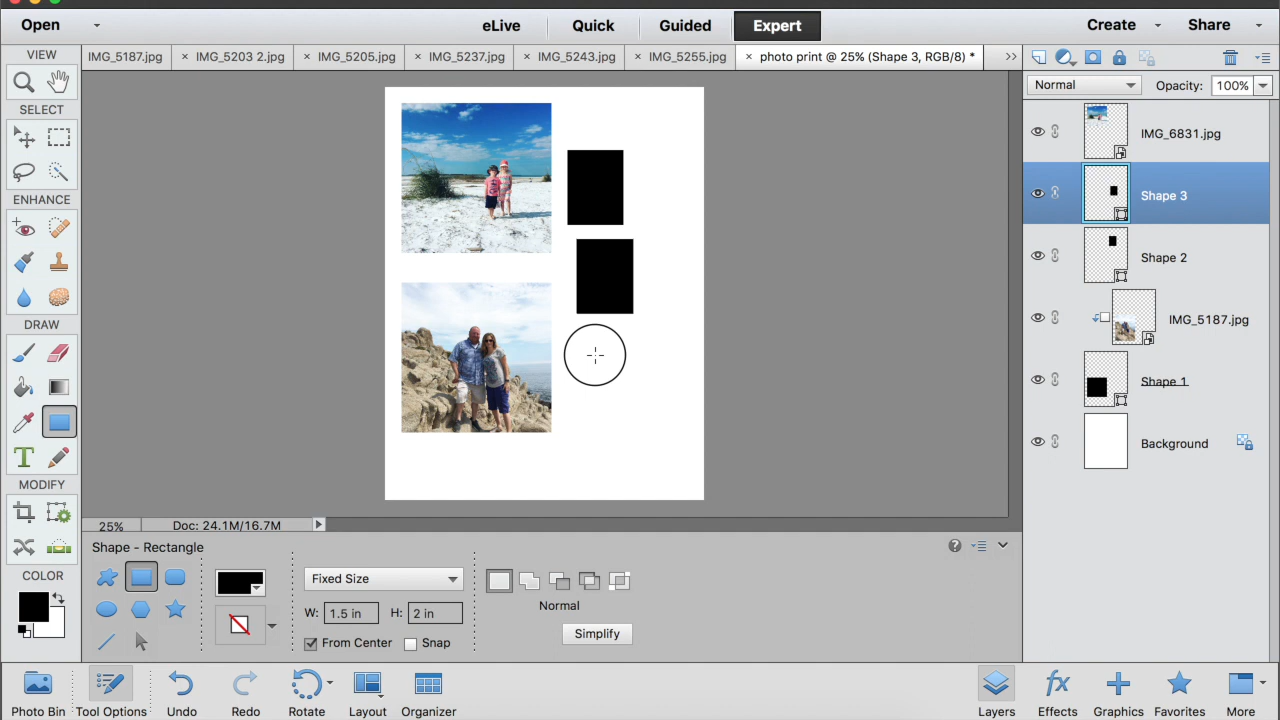 Open
eLive
Quick
Guided
Expert
Create
Share
VIEW
IMG_5187.jpg
× IMG_5203 2.jpg
× IMG_5205.jpg
× IMG_5237.jpg
× IMG_5243.jpg
× IMG_5255.jpg
× photo print @ 25% (Shape 3, RGB/8) *
>>
Normal
Opacity: 100%
SELECT
IMG_6831.jpg
ENHANCE
Shape 3
Shape 2
DRAW
IMG_5187.jpg
Shape 1
Background
T
MODIFY
25%
Doc: 24.1M/16.7M
Shape - Rectangle
?
COLOR
Fixed Size
W: 1.5 in
H: 2 in
Normal
From Center
Snap
Simplify
fx
Photo Bin
Tool Options
Undo
Redo
Rotate
Layout
Organizer
Layers
Effects
Graphics
Favorites
More